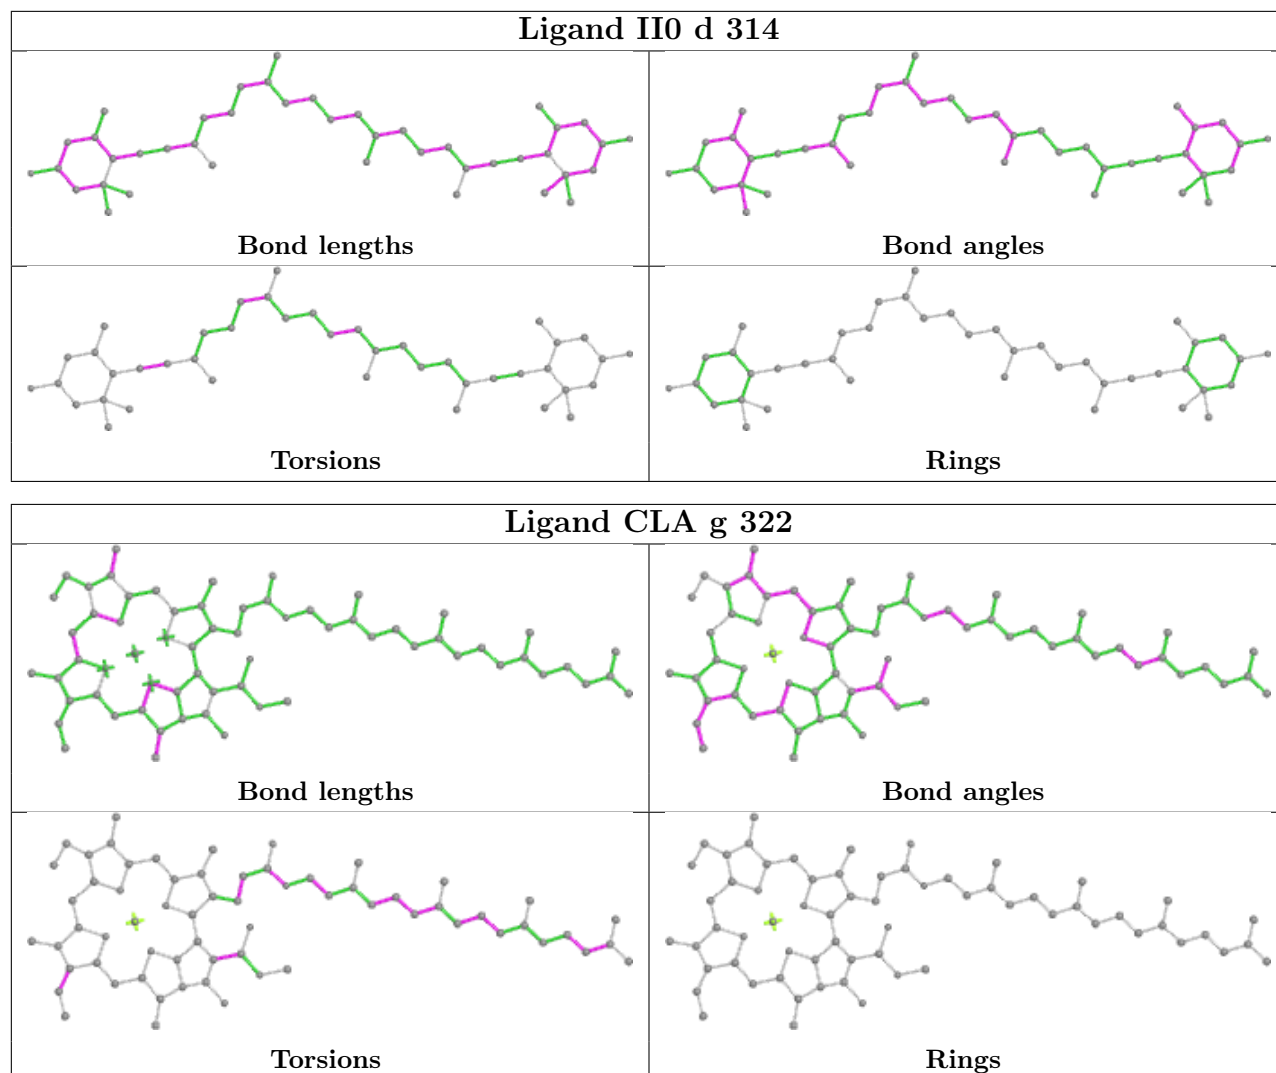 Ligand II0 d 314
Bond lengths
Bond angles
Torsions
Rings
Ligand CLA g 322
Bond lengths
Bond angles
Torsions
Rings